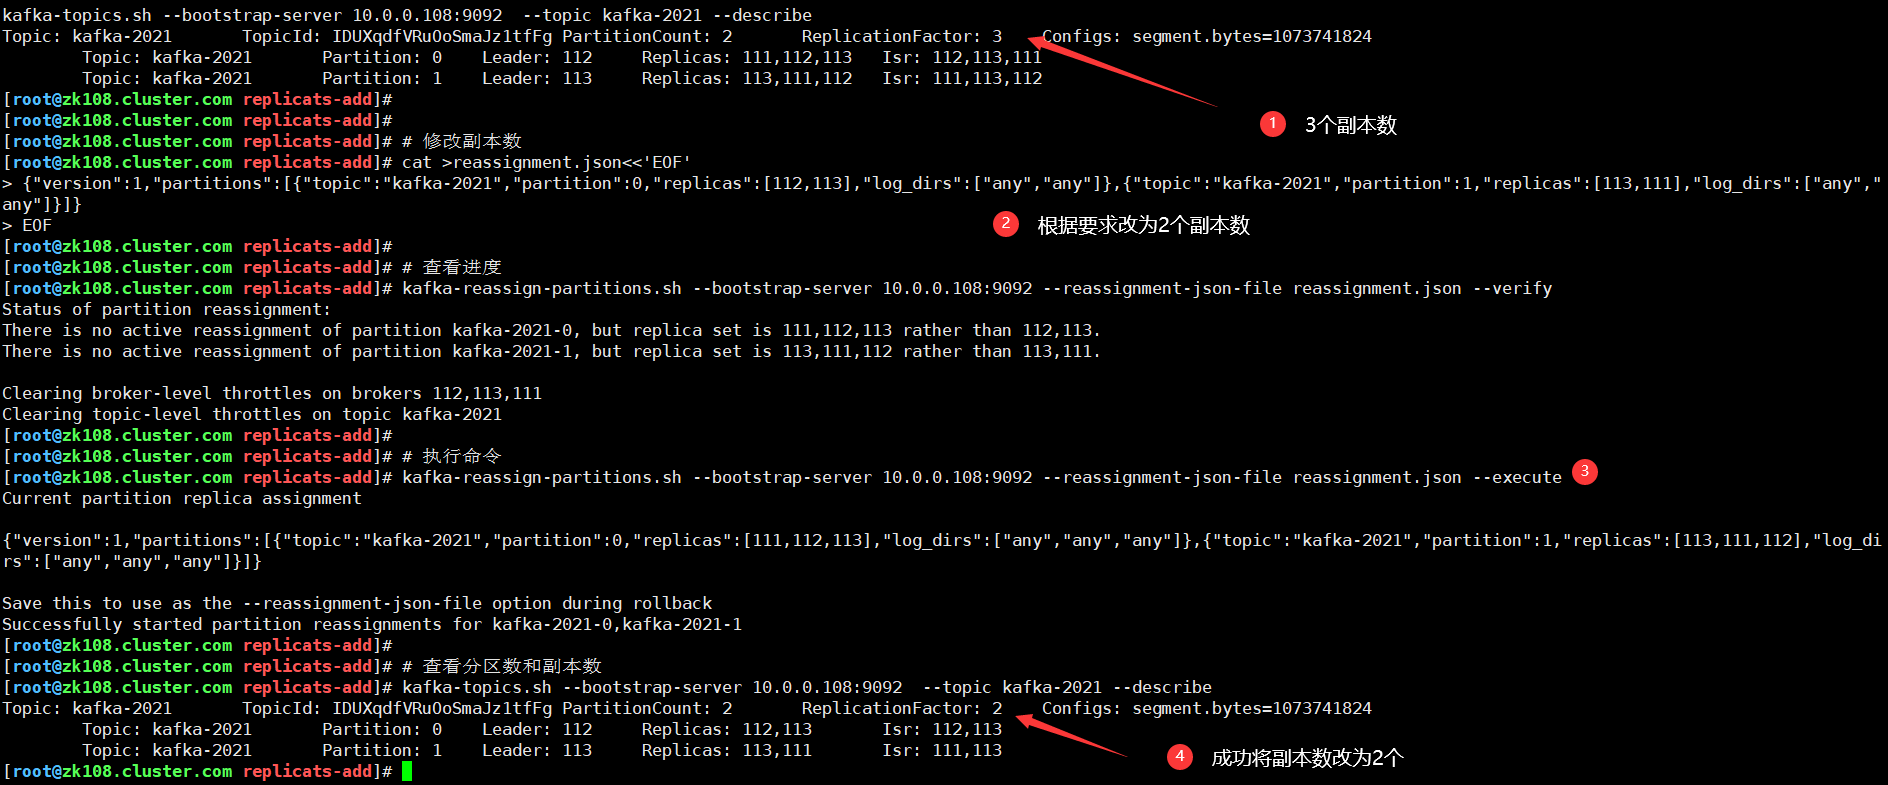 kafka-topics.sh --bootstrap-server 10.0.0.108:9092  --topic kafka-2021 --describe
Topic: kafka-2021       TopicId: IDUXqdfVRuOoSmaJz1tfFg PartitionCount: 2       ReplicationFactor: 3    Configs: segment.bytes=1073741824
        Topic: kafka-2021       Partition: 0    Leader: 112     Replicas: 111,112,113   Isr: 112,113,111
        Topic: kafka-2021       Partition: 1    Leader: 113     Replicas: 113,111,112   Isr: 111,113,112
[root@zk108.cluster.com replicats-add]#
[root@zk108.cluster.com replicats-add]#
1 3个副本数
[root@zk108.cluster.com replicats-add]# # 修改副本数
[root@zk108.cluster.com replicats-add]# cat >reassignment.json<<'EOF'
> {"version":1,"partitions":[{"topic":"kafka-2021","partition":0,"replicas":[112,113],"log_dirs":["any","any"]},{"topic":"kafka-2021","partition":1,"replicas":[113,111],"log_dirs":["any","
any"]}]}
> EOF
2 根据要求改为2个副本数
[root@zk108.cluster.com replicats-add]#
[root@zk108.cluster.com replicats-add]# # 查看进度
[root@zk108.cluster.com replicats-add]# kafka-reassign-partitions.sh --bootstrap-server 10.0.0.108:9092 --reassignment-json-file reassignment.json --verify
Status of partition reassignment:
There is no active reassignment of partition kafka-2021-0, but replica set is 111,112,113 rather than 112,113.
There is no active reassignment of partition kafka-2021-1, but replica set is 113,111,112 rather than 113,111.
Clearing broker-level throttles on brokers 112,113,111
Clearing topic-level throttles on topic kafka-2021
[root@zk108.cluster.com replicats-add]#
[root@zk108.cluster.com replicats-add]# # 执行命令
[root@zk108.cluster.com replicats-add]# kafka-reassign-partitions.sh --bootstrap-server 10.0.0.108:9092 --reassignment-json-file reassignment.json --execute 3
Current partition replica assignment
{"version":1,"partitions":[{"topic":"kafka-2021","partition":0,"replicas":[111,112,113],"log_dirs":["any","any","any"]},{"topic":"kafka-2021","partition":1,"replicas":[113,111,112],"log_di
rs":["any","any","any"]}]}
Save this to use as the --reassignment-json-file option during rollback
Successfully started partition reassignments for kafka-2021-0,kafka-2021-1
[root@zk108.cluster.com replicats-add]#
[root@zk108.cluster.com replicats-add]# # 查看分区数和副本数
[root@zk108.cluster.com replicats-add]# kafka-topics.sh --bootstrap-server 10.0.0.108:9092  --topic kafka-2021 --describe
Topic: kafka-2021       TopicId: IDUXqdfVRuOoSmaJz1tfFg PartitionCount: 2       ReplicationFactor: 2    Configs: segment.bytes=1073741824
        Topic: kafka-2021       Partition: 0    Leader: 112     Replicas: 112,113       Isr: 112,113
        Topic: kafka-2021       Partition: 1    Leader: 113     Replicas: 113,111       Isr: 111,113
4 成功将副本数改为2个
[root@zk108.cluster.com replicats-add]#